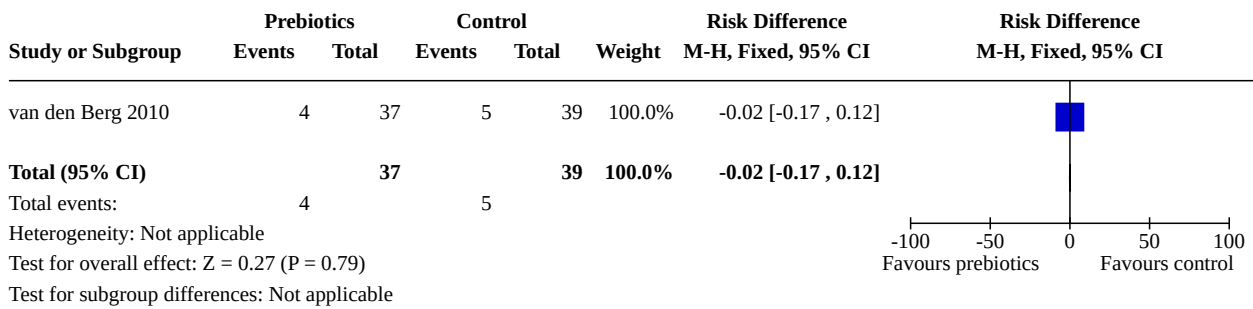 Prebiotics Control Risk Difference Risk Difference
Study or Subgroup Events Total Events Total Weight M-H, Fixed, 95% CI M-H, Fixed, 95% CI
van den Berg 2010 4 37 5 39 100.0% -0.02 [-0.17 , 0.12]
Total (95% CI) 37 39 100.0% -0.02 [-0.17 , 0.12]
Total events: 4 5
Heterogeneity: Not applicable
Test for overall effect: Z = 0.27 (P = 0.79)
Test for subgroup differences: Not applicable
-100 -50 0 50 100
Favours prebiotics Favours control